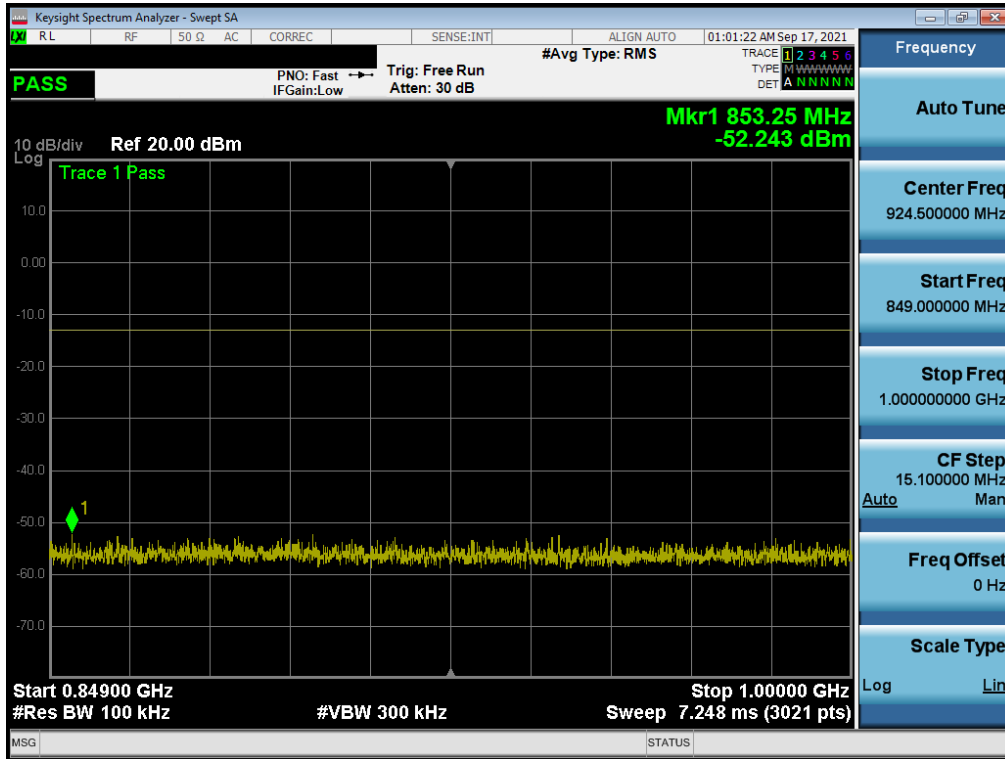 Keysight Spectrum Analyzer - Swept SA
LXI RL RF 50 Ω AC CORREC SENSE:INT ALIGN AUTO 01:01:22 AM Sep 17, 2021
PASS
PNO: Fast
IFGain:Low
Trig: Free Run
Atten: 30 dB
#Avg Type: RMS
TRACE 1 2 3 4 5 6
TYPE M WWWWW
DET A N N N N N
Mkr1 853.25 MHz
-52.243 dBm
10 dB/div Ref 20.00 dBm
Log
Trace 1 Pass
10.0
0.00
-10.0
-20.0
-30.0
-40.0
-50.0
-60.0
-70.0
1
Start 0.84900 GHz Stop 1.00000 GHz
#Res BW 100 kHz #VBW 300 kHz Sweep 7.248 ms (3021 pts)
MSG STATUS
Frequency
Auto Tune
Center Freq
924.500000 MHz
Start Freq
849.000000 MHz
Stop Freq
1.000000000 GHz
CF Step
15.100000 MHz
Auto Man
Freq Offset
0 Hz
Scale Type
Log Lin